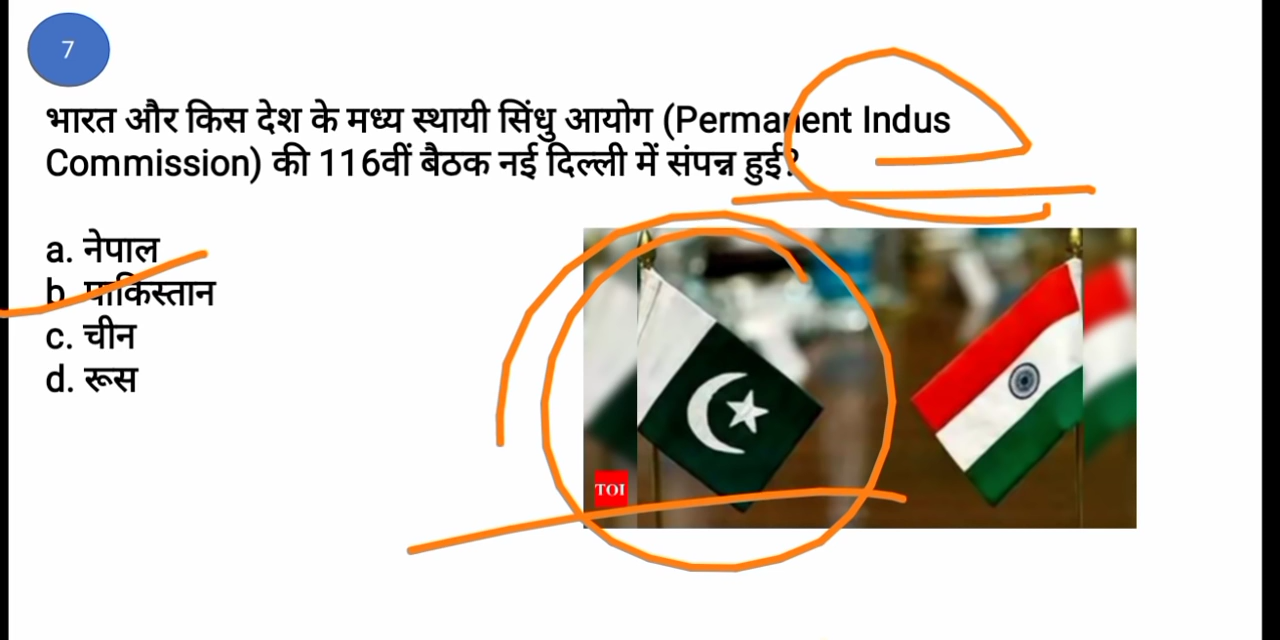 7
भारत और किस देश के मध्य स्थायी सिंधु आयोग (Permanent Indus
Commission) की 116वीं बैठक नई दिल्ली में संपन्न हुई?
a. नेपाल
b. पाकिस्तान
c. चीन
d. रूस
TOI